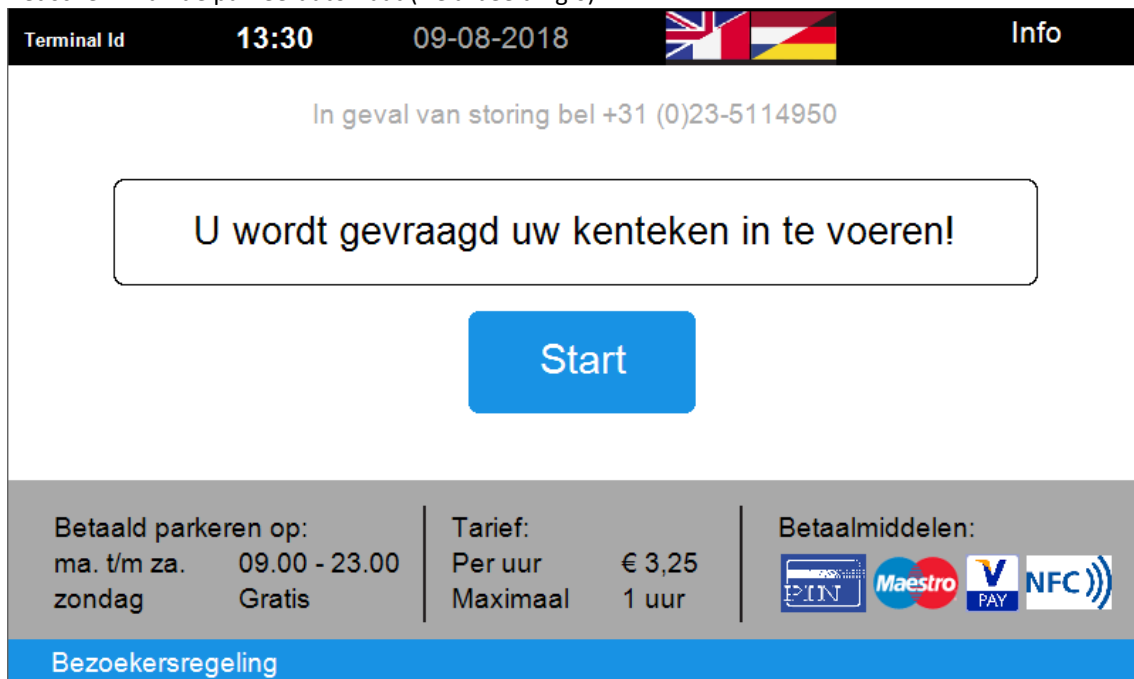 Terminal Id 13:30 09-08-2018 Info
In geval van storing bel +31 (0)23-5114950
U wordt gevraagd uw kenteken in te voeren!
Start
Betaald parkeren op:
ma. t/m za. 09.00 - 23.00
zondag Gratis
Tarief:
Per uur € 3,25
Maximaal 1 uur
Betaalmiddelen:
PIN Maestro V PAY NFC
Bezoekersregeling